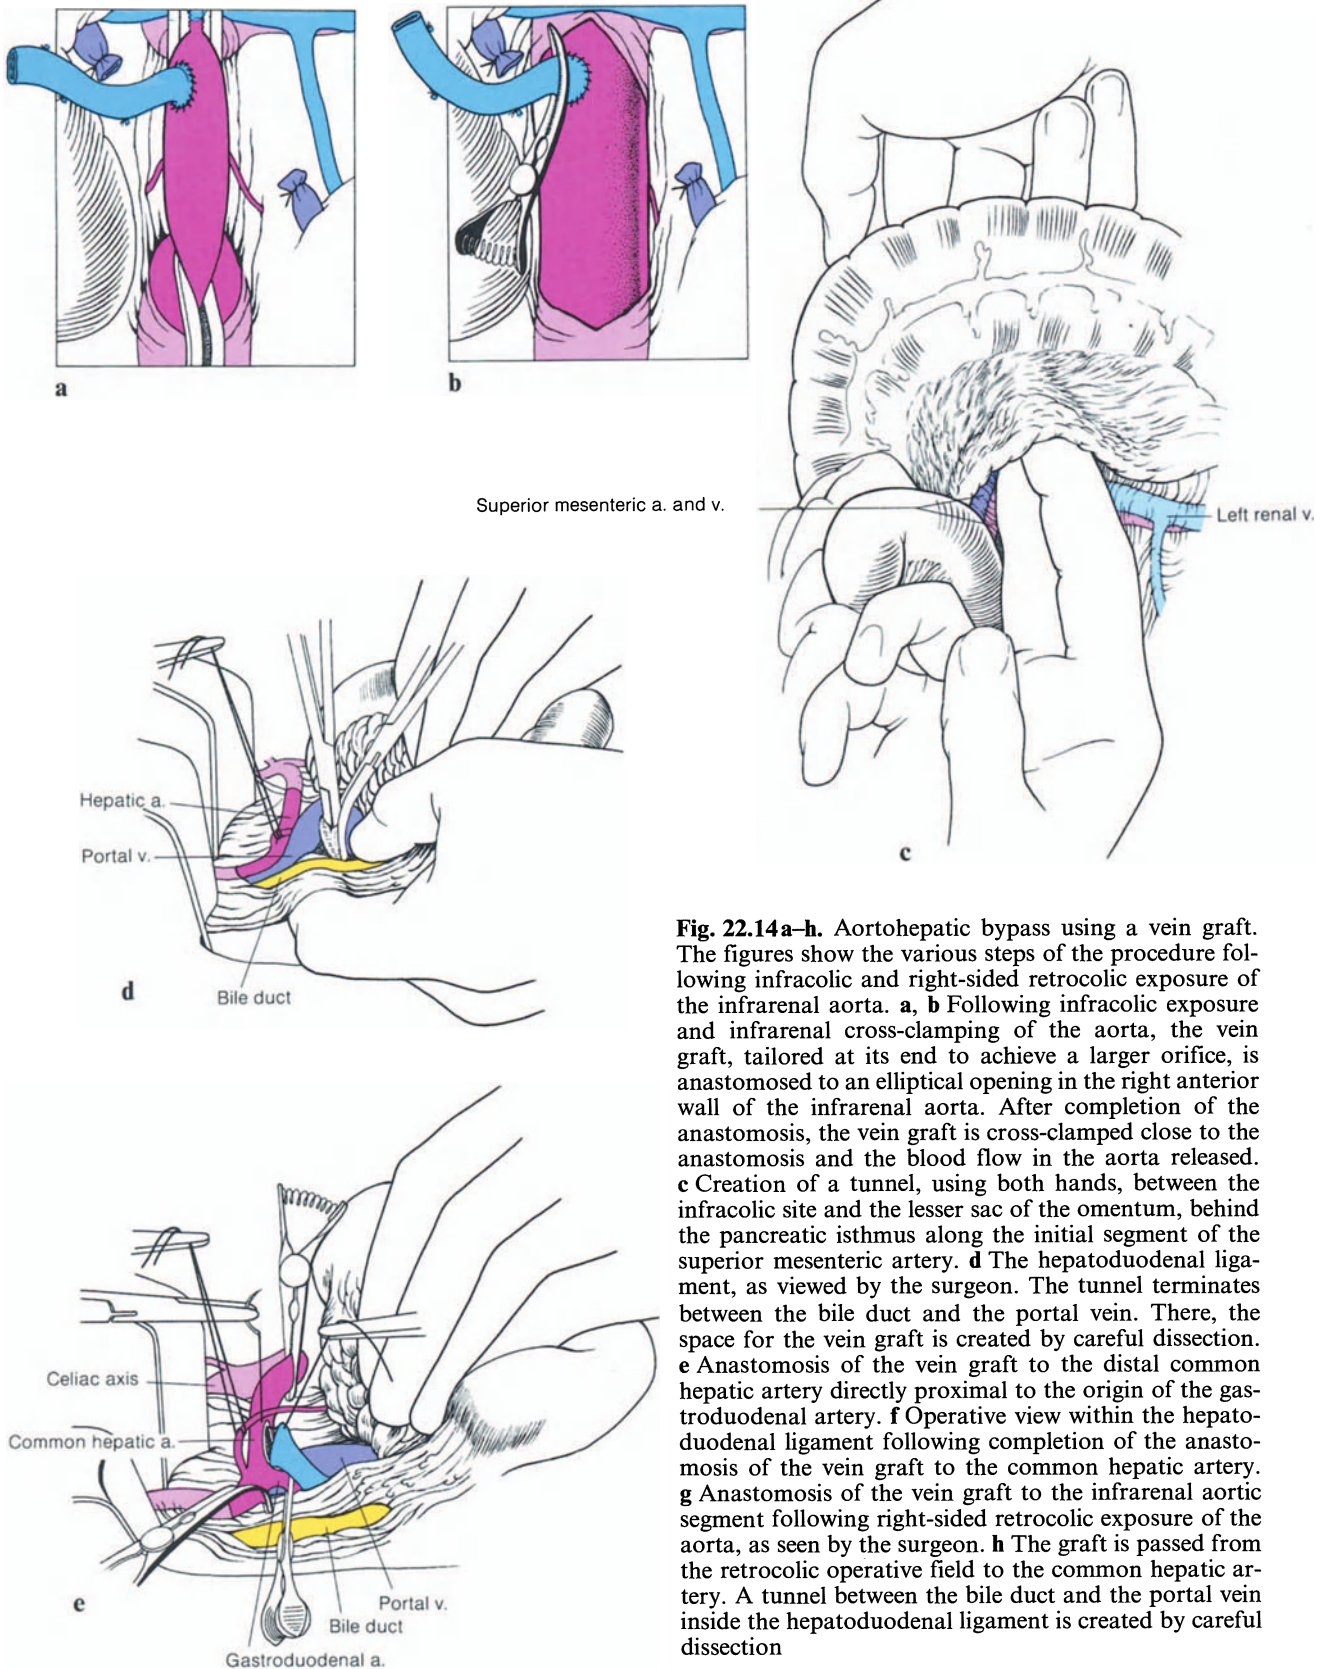 a
b
Superior mesenteric a. and v.
Left renal v.
c
Hepatic a.
Portal v.
d
Bile duct
Fig. 22.14 a–h. Aortohepatic bypass using a vein graft.
The figures show the various steps of the procedure fol-
lowing infracolic and right-sided retrocolic exposure of
the infrarenal aorta. a, b Following infracolic exposure
and infrarenal cross-clamping of the aorta, the vein
graft, tailored at its end to achieve a larger orifice, is
anastomosed to an elliptical opening in the right anterior
wall of the infrarenal aorta. After completion of the
anastomosis, the vein graft is cross-clamped close to the
anastomosis and the blood flow in the aorta released.
c Creation of a tunnel, using both hands, between the
infracolic site and the lesser sac of the omentum, behind
the pancreatic isthmus along the initial segment of the
superior mesenteric artery. d The hepatoduodenal liga-
ment, as viewed by the surgeon. The tunnel terminates
between the bile duct and the portal vein. There, the
space for the vein graft is created by careful dissection.
e Anastomosis of the vein graft to the distal common
hepatic artery directly proximal to the origin of the gas-
troduodenal artery. f Operative view within the hepato-
duodenal ligament following completion of the anasto-
mosis of the vein graft to the common hepatic artery.
g Anastomosis of the vein graft to the infrarenal aortic
segment following right-sided retrocolic exposure of the
aorta, as seen by the surgeon. h The graft is passed from
the retrocolic operative field to the common hepatic ar-
tery. A tunnel between the bile duct and the portal vein
inside the hepatoduodenal ligament is created by careful
dissection
Celiac axis
Common hepatic a.
e
Portal v.
Bile duct
Gastroduodenal a.